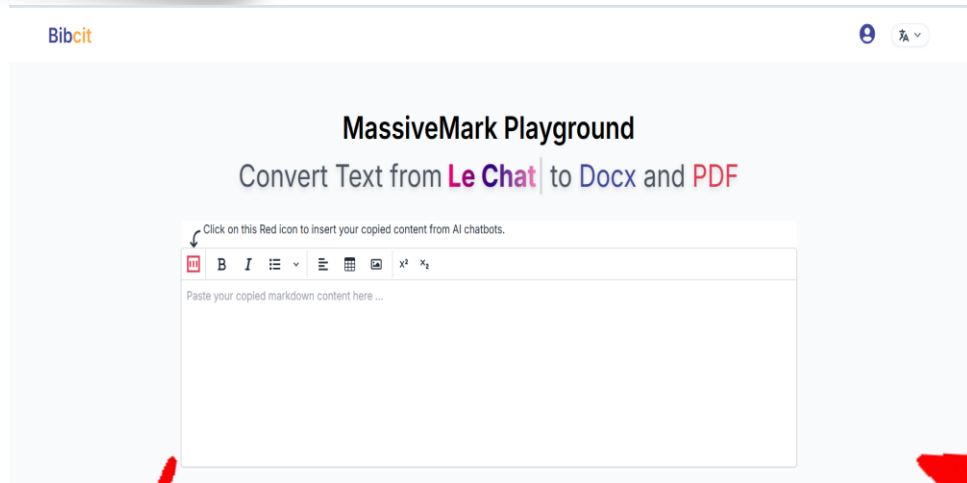 Bibcit
MassiveMark Playground
Convert Text from Le Chat to Docx and PDF
Click on this Red icon to insert your copied content from AI chatbots.
B I X² X₂
Paste your copied markdown content here ...